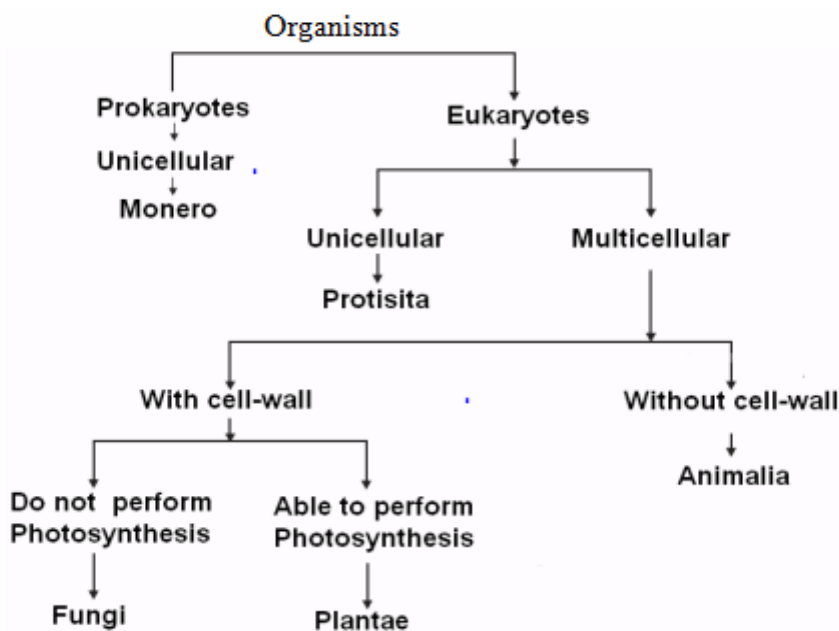 Organisms
Prokaryotes
Eukaryotes
Unicellular
Monero
Unicellular
Multicellular
Protisita
With cell-wall
Without cell-wall
Animalia
Do not perform
Photosynthesis
Able to perform
Photosynthesis
Fungi
Plantae